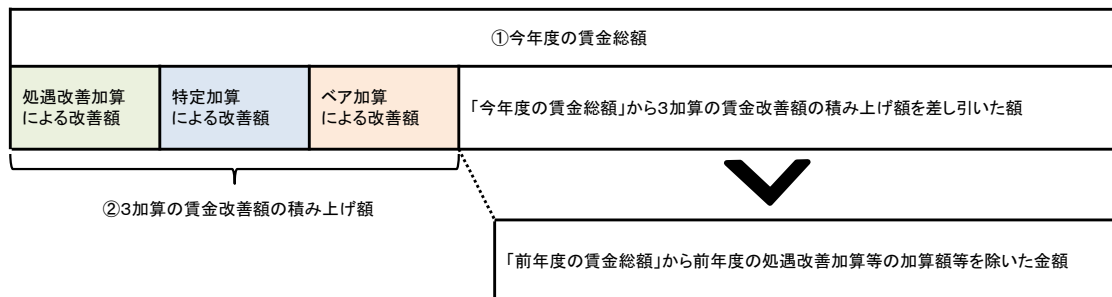 ①今年度の賃金総額
処遇改善加算
による改善額
特定加算
による改善額
ベア加算
による改善額
「今年度の賃金総額」から3加算の賃金改善額の積み上げ額を差し引いた額
②3加算の賃金改善額の積み上げ額
「前年度の賃金総額」から前年度の処遇改善加算等の加算額等を除いた金額